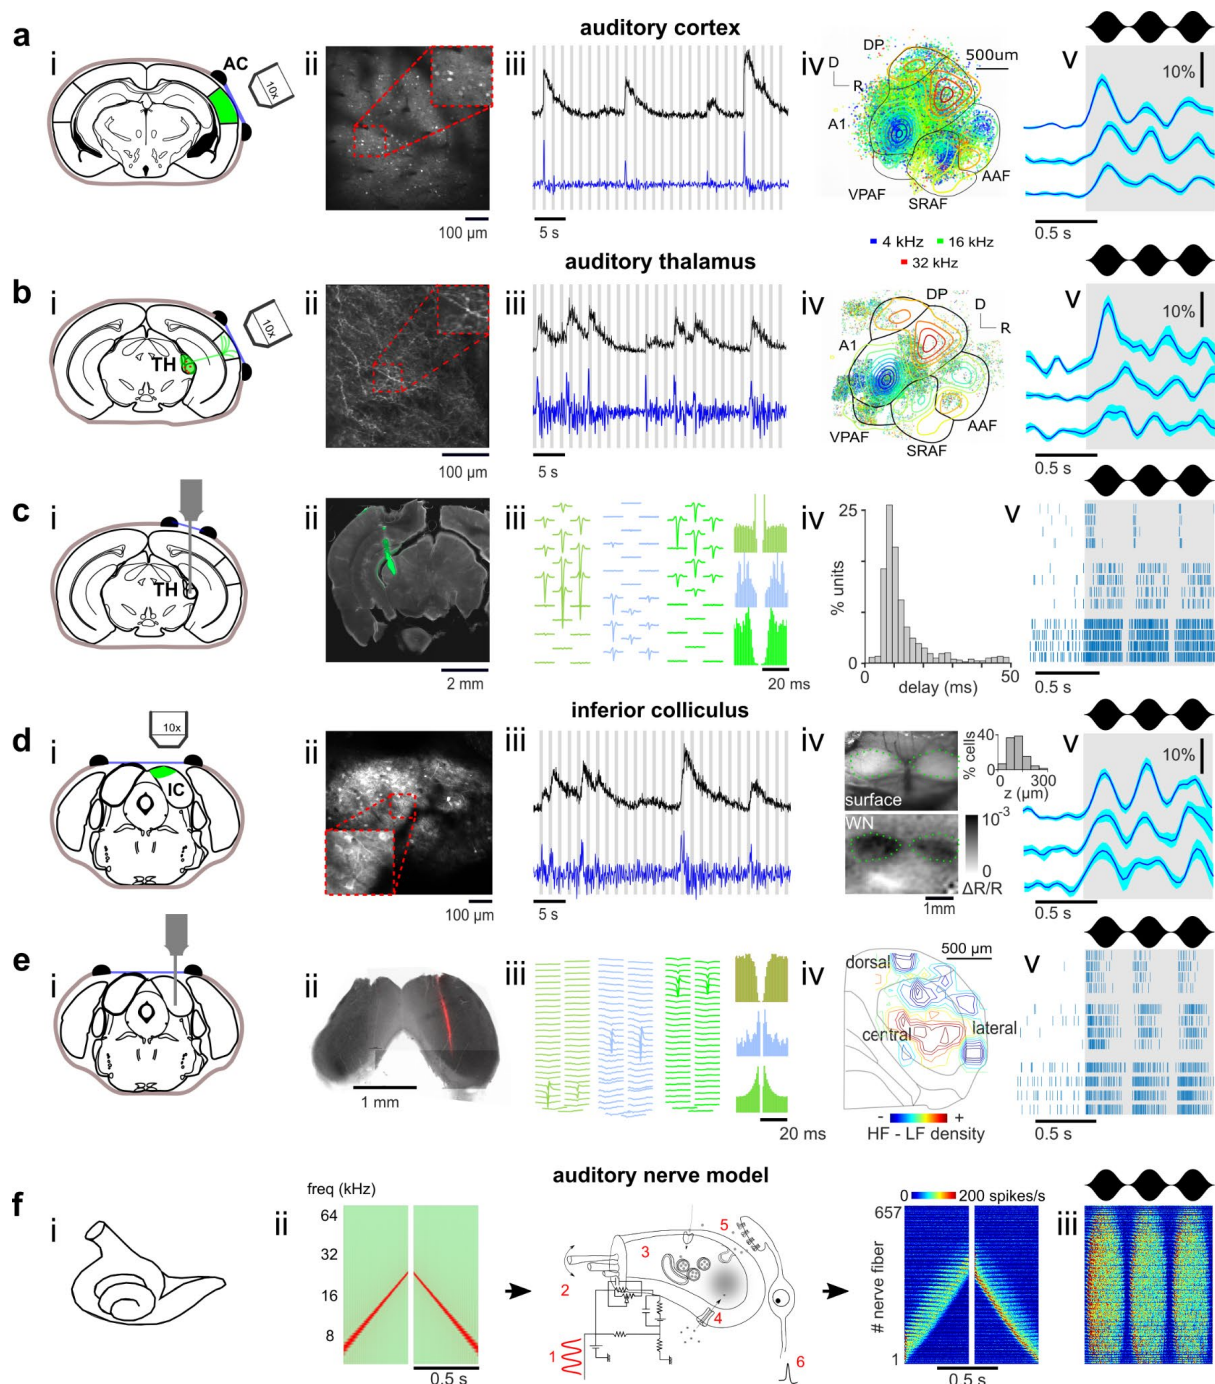 auditory cortex
a
i
AC
10x
ii
100 µm
iii
5 s
iv
DP
500um
D
R
A1
AAF
VPAF
SRAF
v
10%
0.5 s
4 kHz
16 kHz
32 kHz
auditory thalamus
b
i
TH
10x
ii
100 µm
iii
5 s
iv
DP
D
R
A1
AAF
VPAF
SRAF
v
10%
0.5 s
c
i
TH
ii
2 mm
iii
20 ms
iv
25
% units
0
0
50
delay (ms)
v
0.5 s
inferior colliculus
d
i
10x
IC
ii
100 µm
iii
5 s
iv
surface
40
% cells
0
0
300
z (µm)
WN
10-3
0
ΔR/R
1mm
v
10%
0.5 s
e
i
ii
1 mm
iii
20 ms
iv
500 µm
dorsal
central
lateral
- +
HF - LF density
v
0.5 s
auditory nerve model
f
i
ii
freq (kHz)
64
32
16
8
0.5 s
1
2
3
4
5
6
0 200 spikes/s
657
# nerve fiber
1
0.5 s
iii